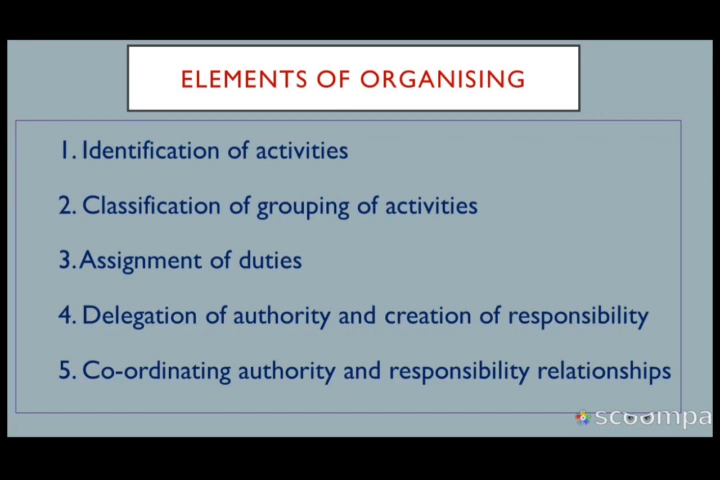 ELEMENTS OF ORGANISING
1. Identification of activities
2. Classification of grouping of activities
3. Assignment of duties
4. Delegation of authority and creation of responsibility
5. Co-ordinating authority and responsibility relationships
scoompa